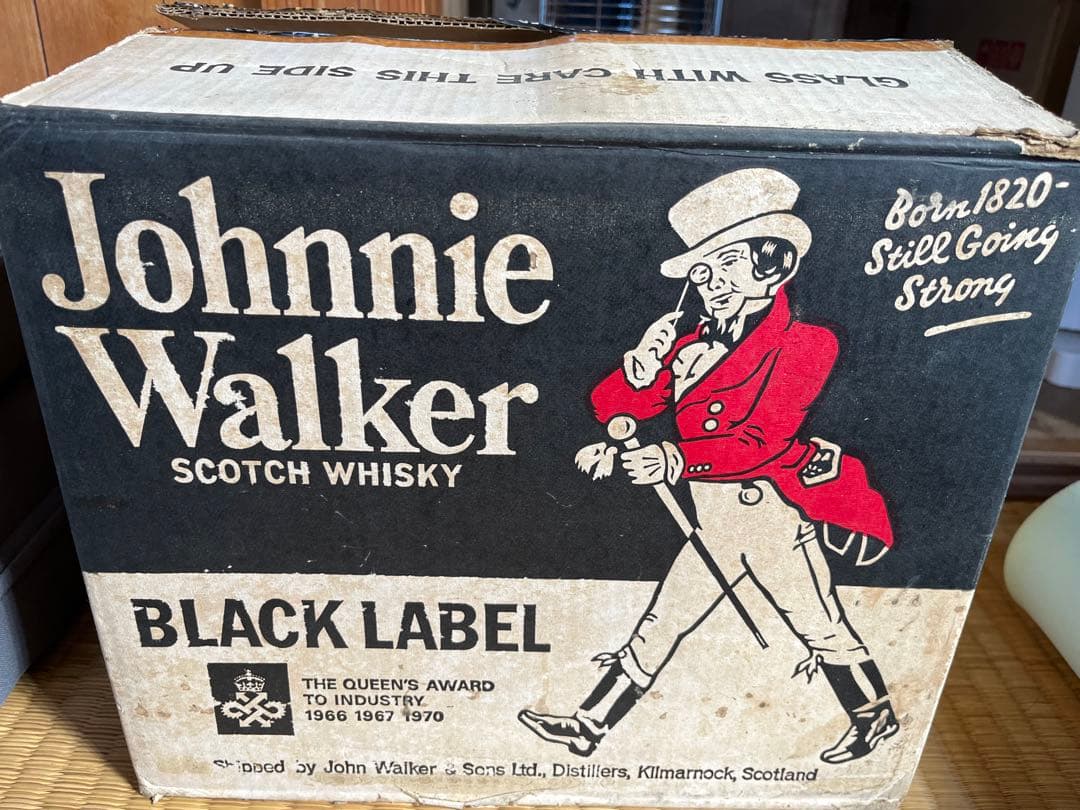 GLASS WITH CARE THIS SIDE UP
Johnnie
Walker
SCOTCH WHISKY
Born 1820-
Still Going
Strong
BLACK LABEL
THE QUEEN'S AWARD
TO INDUSTRY
1966 1967 1970
Shipped by John Walker & Sons Ltd., Distillers, Kilmarnock, Scotland